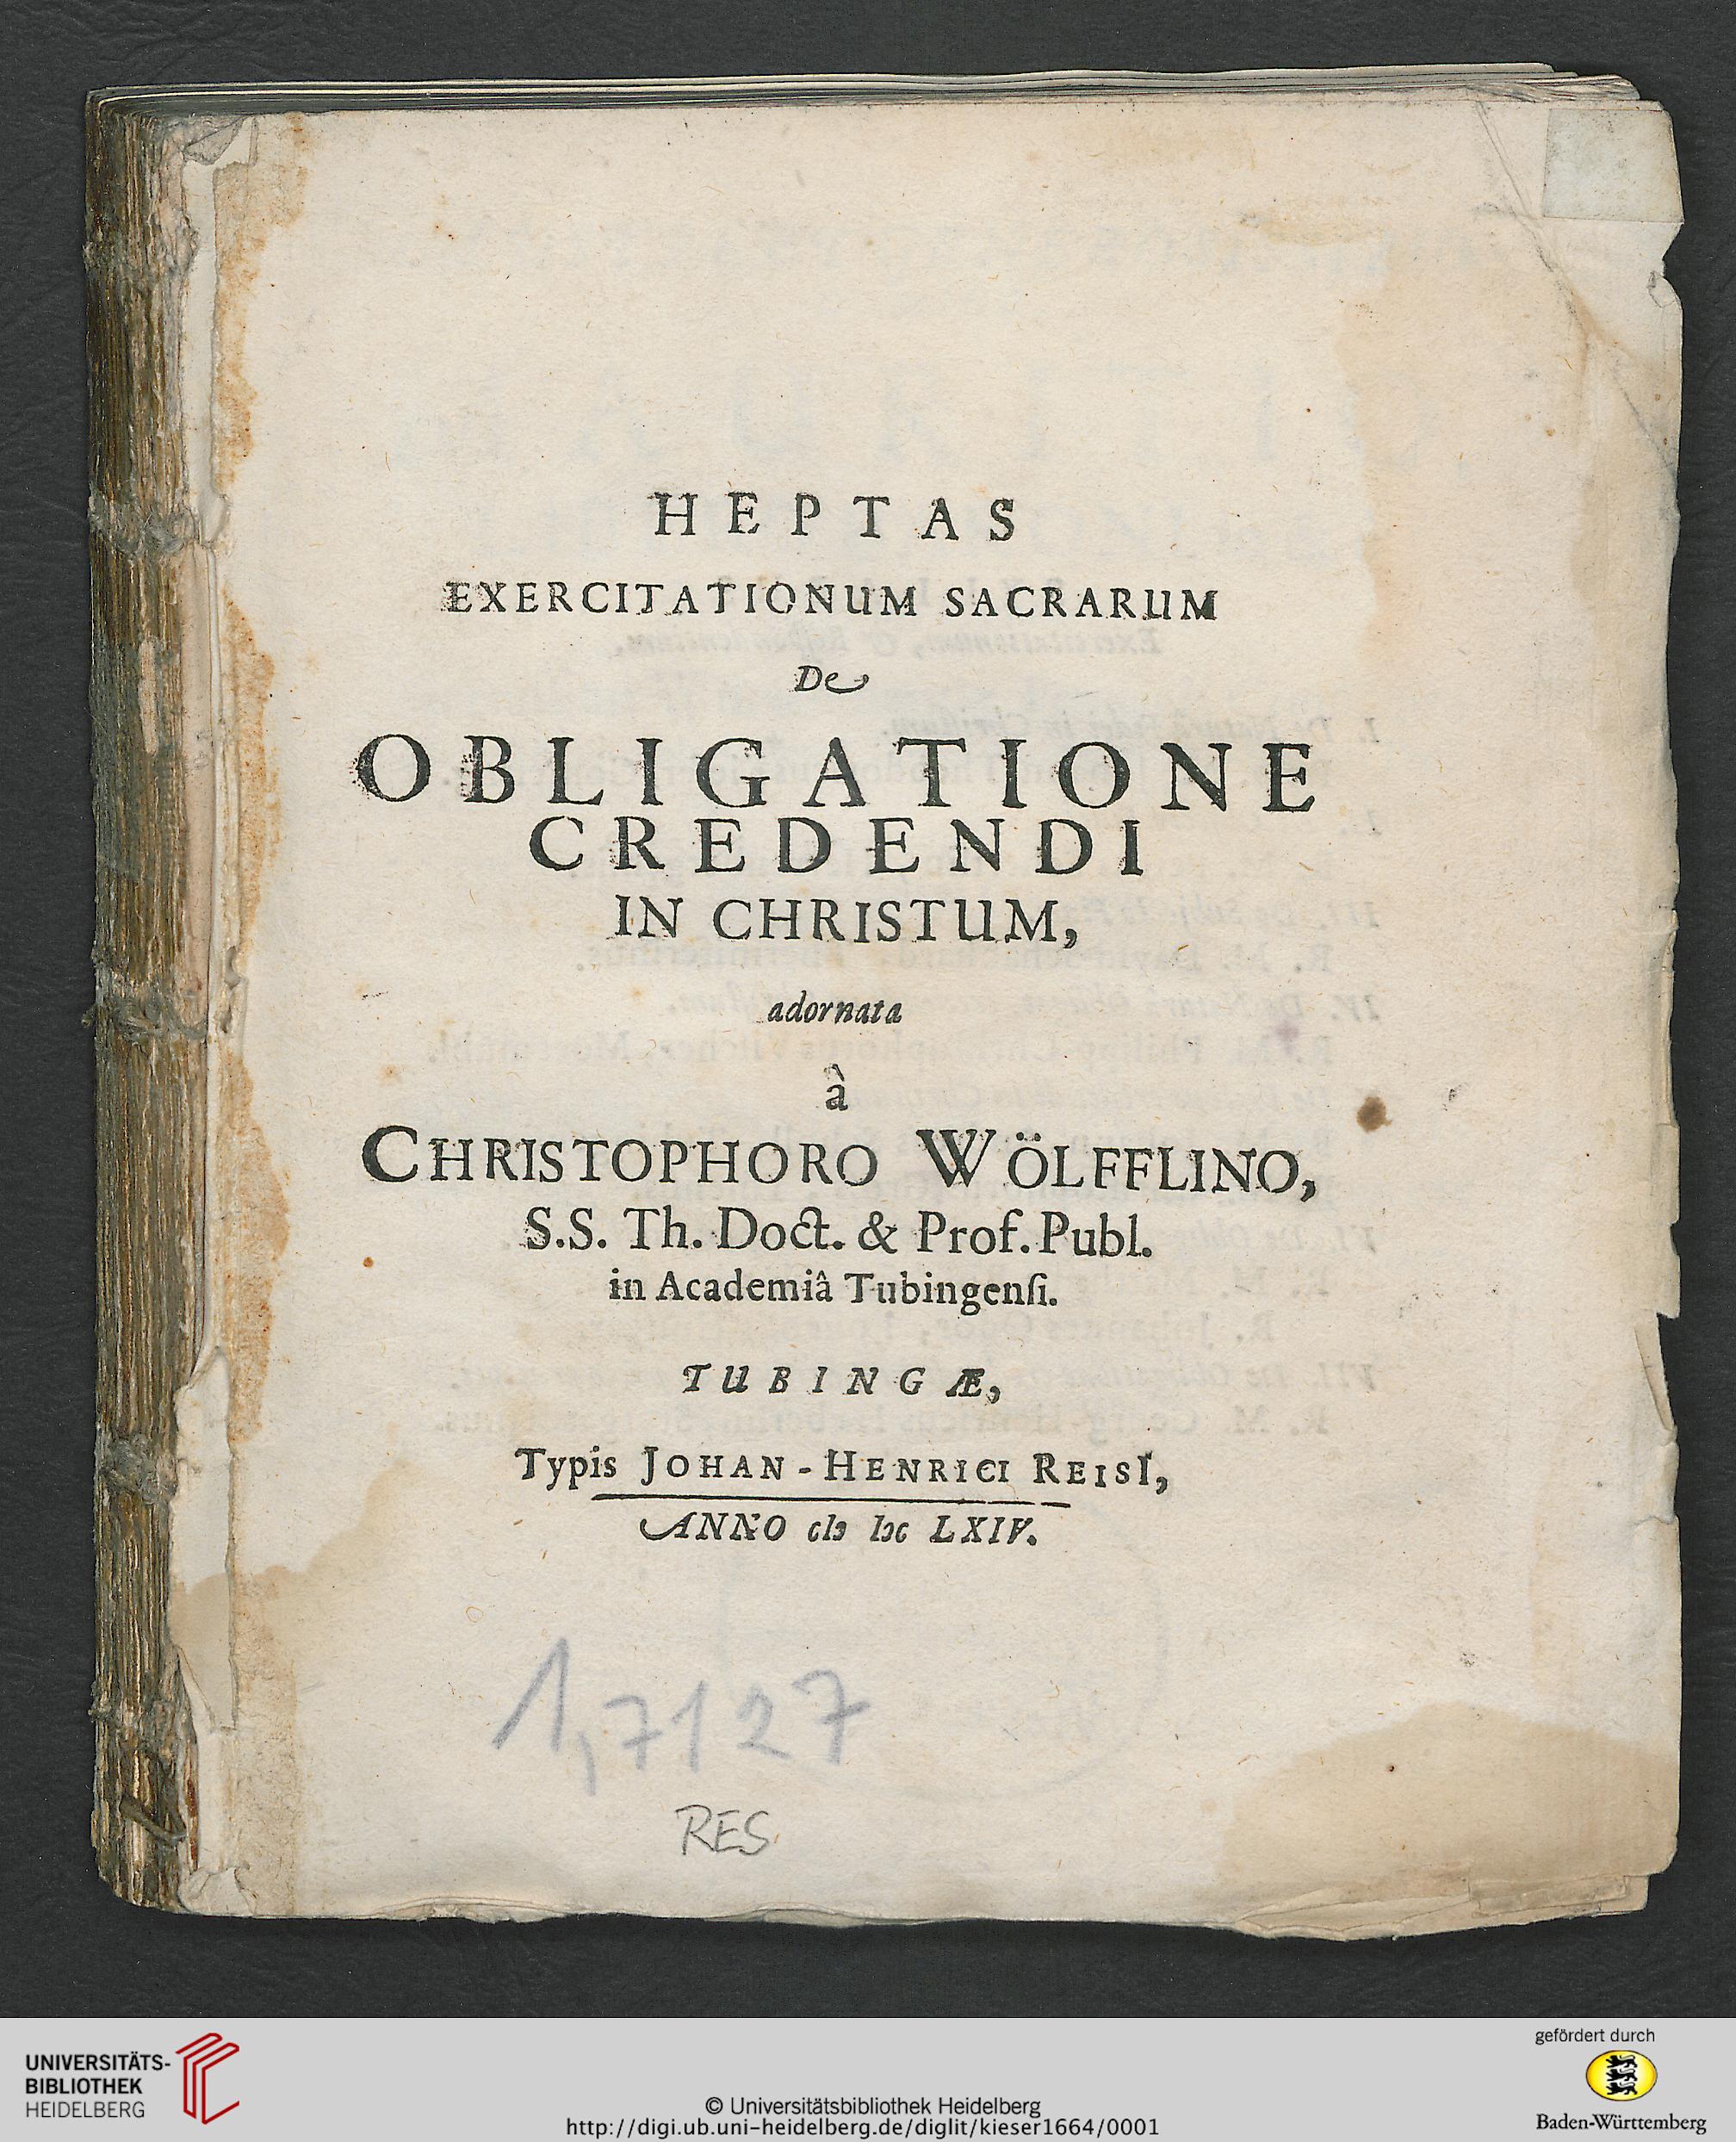 HEPTAS
EXERCITATIONUM SACRARUM
De
OBLIGATIONE
CREDENDI
IN CHRISTUM,
adornata
â
CHRISTOPHORO WÖLFFLINO,
S.S. Th. Doct. & Prof. Publ.
in Academiâ Tubingenſi.
TUBINGÆ,
Typis JOHAN-HENRICI REISI,
ANNO cIɔ Iɔc LXIV.
1,7127
RES
UNIVERSITÄTS-
BIBLIOTHEK
HEIDELBERG
© Universitätsbibliothek Heidelberg
http://digi.ub.uni-heidelberg.de/diglit/kieser1664/0001
gefördert durch
Baden-Württemberg